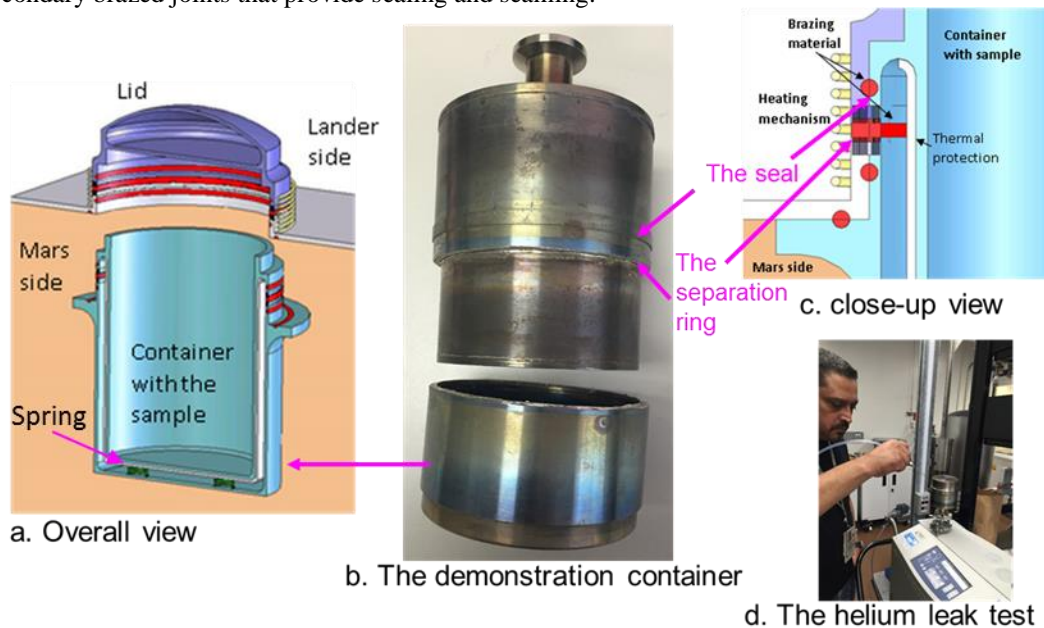 condary brazed joints that provide sealing and seaming.
Lid
Lander
side
Mars
side
Container
with the
sample
Spring
a. Overall view
The seal
The
separation
ring
b. The demonstration container
Brazing
material
Container
with sample
Heating
mechanism
Thermal
protection
Mars side
c. close-up view
d. The helium leak test